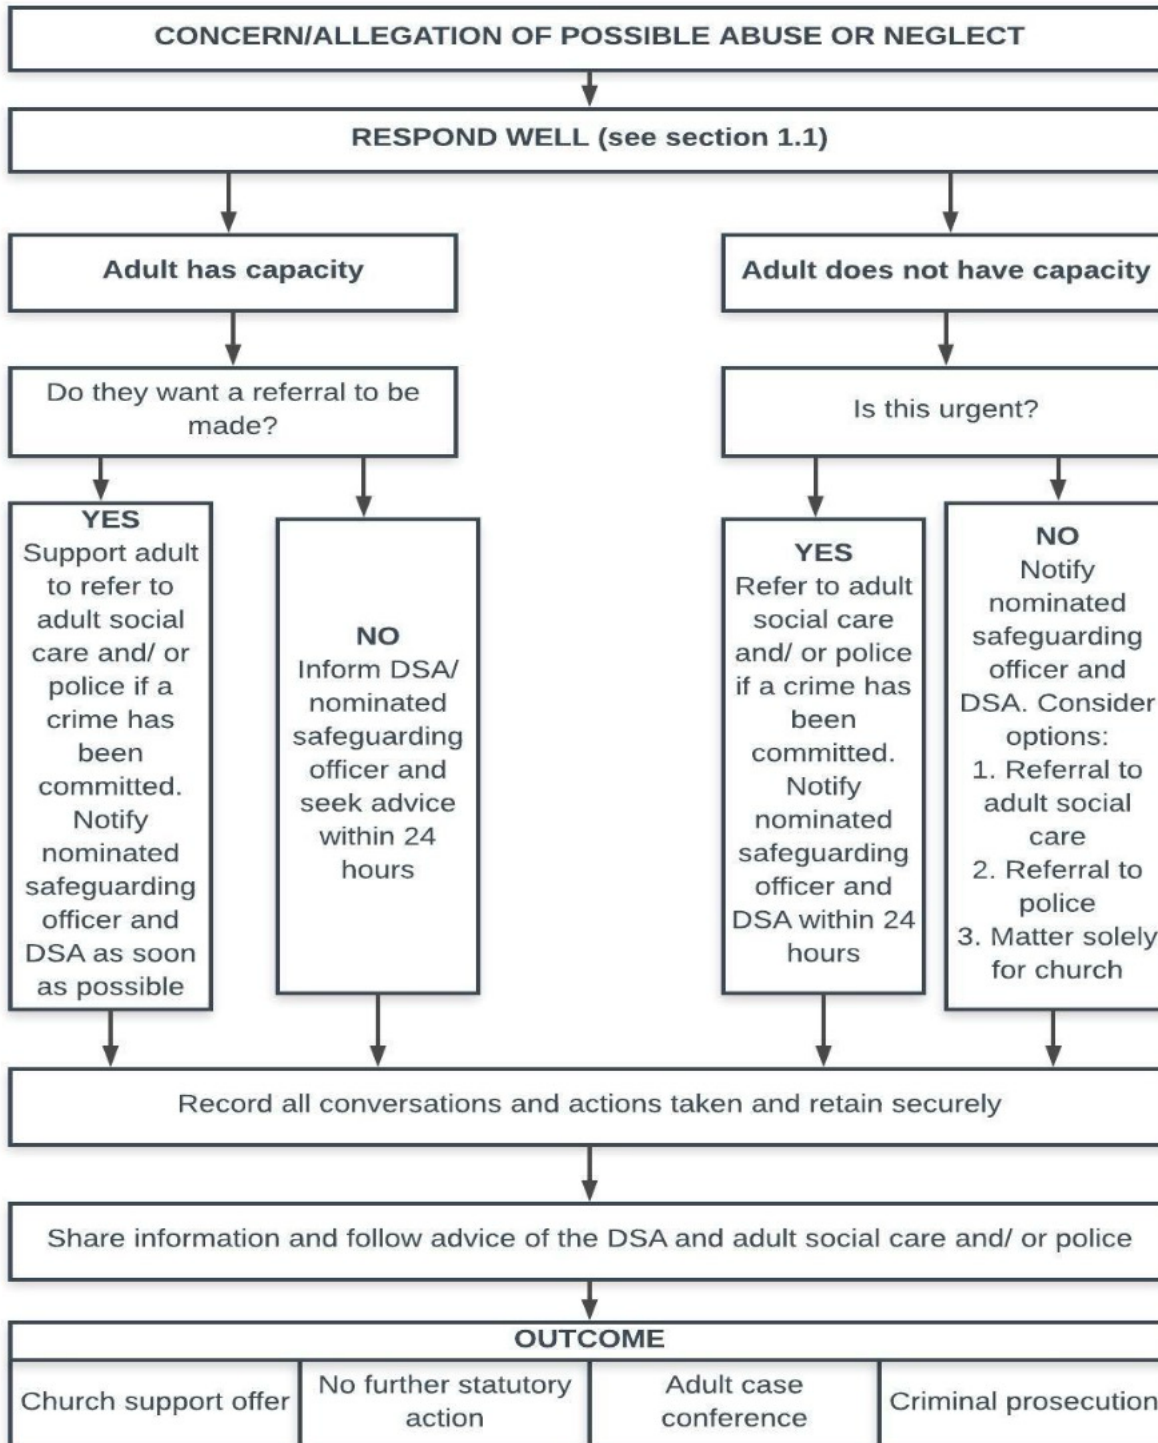 CONCERN/ALLEGATION OF POSSIBLE ABUSE OR NEGLECT
RESPOND WELL (see section 1.1)
Adult has capacity
Adult does not have capacity
Do they want a referral to be
made?
Is this urgent?
YES
Support adult
to refer to
adult social
care and/ or
police if a
crime has
been
committed.
Notify
nominated
safeguarding
officer and
DSA as soon
as possible
NO
Inform DSA/
nominated
safeguarding
officer and
seek advice
within 24
hours
YES
Refer to adult
social care
and/ or police
if a crime has
been
committed.
Notify
nominated
safeguarding
officer and
DSA within 24
hours
NO
Notify
nominated
safeguarding
officer and
DSA. Consider
options:
1. Referral to
adult social
care
2. Referral to
police
3. Matter solely
for church
Record all conversations and actions taken and retain securely
Share information and follow advice of the DSA and adult social care and/ or police
OUTCOME
Church support offer
No further statutory
action
Adult case
conference
Criminal prosecution